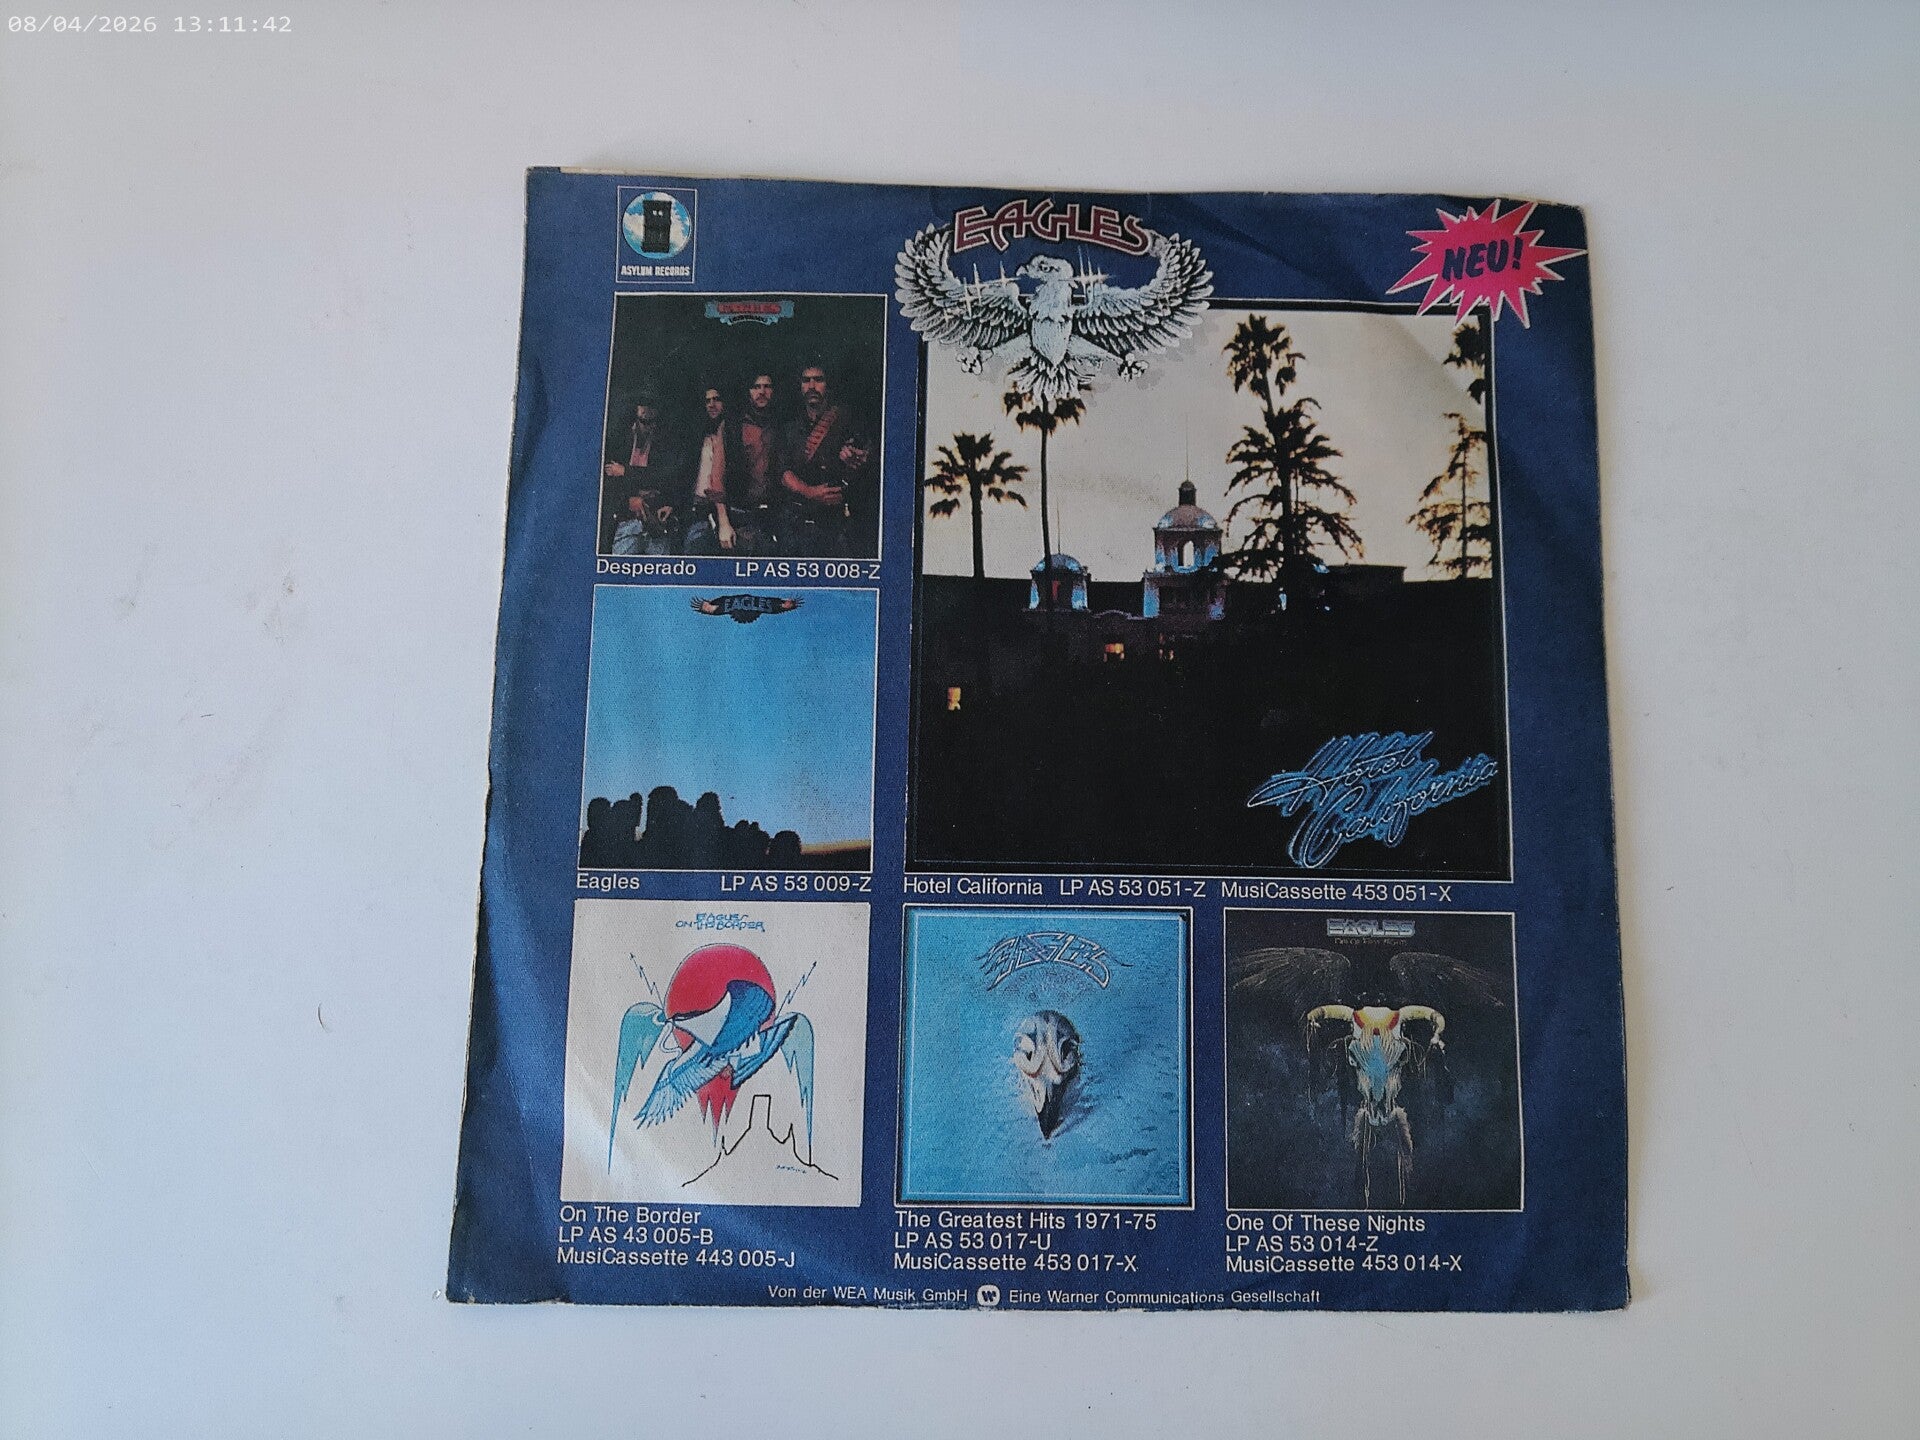 08/04/2026 13:11:42
ASYLUM RECORDS
EAGLES
NEU!
Desperado LP AS 53 008-Z
EAGLES
Hotel
California
Eagles LP AS 53 009-Z
Hotel California LP AS 53 051-Z MusiCassette 453 051-X
EAGLES
ON THE BORDER
EAGLES
EAGLES
On The Border
LP AS 43 005-B
MusiCassette 443 005-J
The Greatest Hits 1971-75
LP AS 53 017-U
MusiCassette 453 017-X
One Of These Nights
LP AS 53 014-Z
MusiCassette 453 014-X
Von der WEA Musik GmbH Eine Warner Communications Gesellschaft